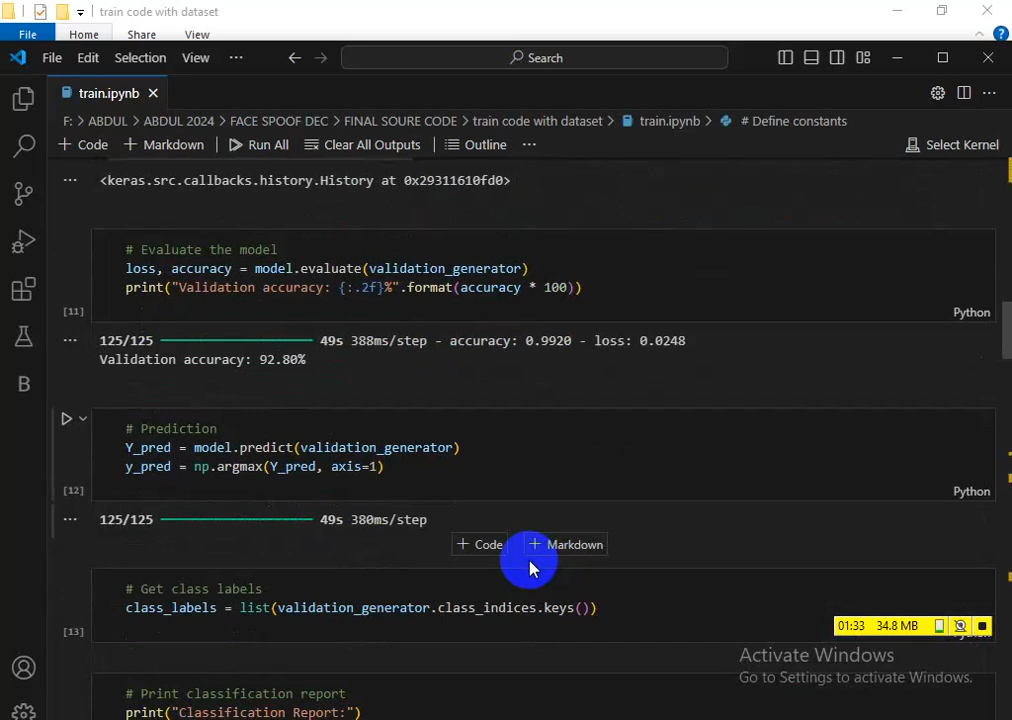 train code with dataset
File Home Share View
File Edit Selection View ··· Search
train.ipynb
F: > ABDUL > ABDUL 2024 > FACE SPOOF DEC > FINAL SOURE CODE > train code with dataset > train.ipynb > # Define constants
+ Code + Markdown Run All Clear All Outputs Outline ··· Select Kernel
··· <keras.src.callbacks.history.History at 0x29311610fd0>
# Evaluate the model
loss, accuracy = model.evaluate(validation_generator)
print("Validation accuracy: {:.2f}%".format(accuracy * 100))
[11] Python
··· 125/125 ━━━━━━━━━━━━━━━━━━━━ 49s 388ms/step - accuracy: 0.9920 - loss: 0.0248
Validation accuracy: 92.80%
# Prediction
Y_pred = model.predict(validation_generator)
y_pred = np.argmax(Y_pred, axis=1)
[12] Python
··· 125/125 ━━━━━━━━━━━━━━━━━━━━ 49s 380ms/step
+ Code + Markdown
# Get class labels
class_labels = list(validation_generator.class_indices.keys())
[13]
01:33 34.8 MB
Activate Windows
Go to Settings to activate Windows.
# Print classification report
print("Classification Report:")